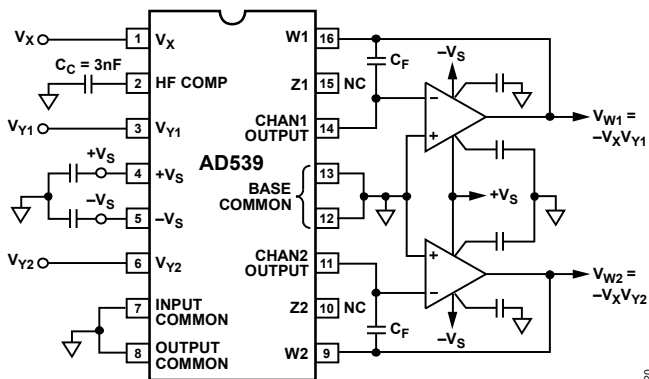 VX
1
VX
CC = 3nF
2
HF COMP
VY1
3
VY1
+VS
4
+VS
–VS
5
–VS
VY2
6
VY2
7
INPUT
COMMON
8
OUTPUT
COMMON
AD539
W1
16
Z1
15
NC
CHAN1
OUTPUT
14
BASE
COMMON
13
12
CHAN2
OUTPUT
11
Z2
10
NC
W2
9
CF
–VS
–
+
VW1 =
–VXVY1
+VS
+
–
CF
–VS
VW2 =
–VXVY2